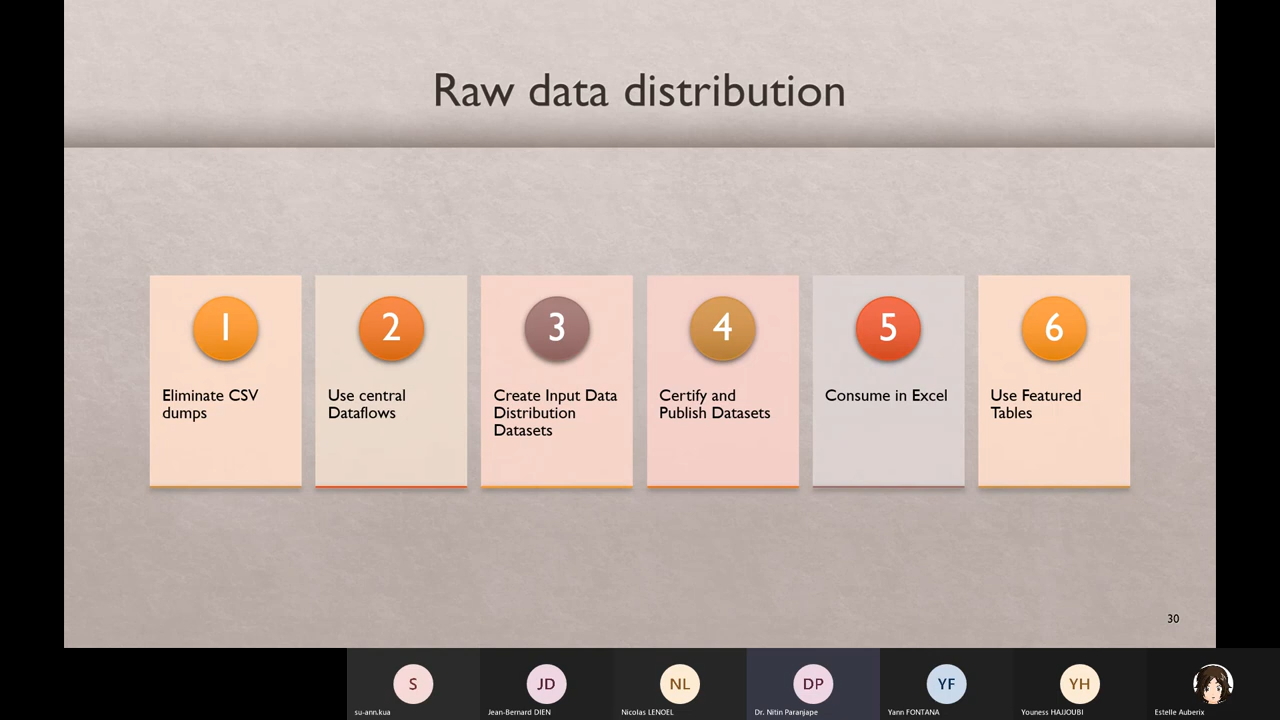 Raw data distribution
1
Eliminate CSV
dumps
2
Use central
Dataflows
3
Create Input Data
Distribution
Datasets
4
Certify and
Publish Datasets
5
Consume in Excel
6
Use Featured
Tables
30
S
su-ann.kua
JD
Jean-Bernard DIEN
NL
Nicolas LENOEL
DP
Dr. Nitin Paranjape
YF
Yann FONTANA
YH
Youness HAJJOUBI
Estelle Auberix